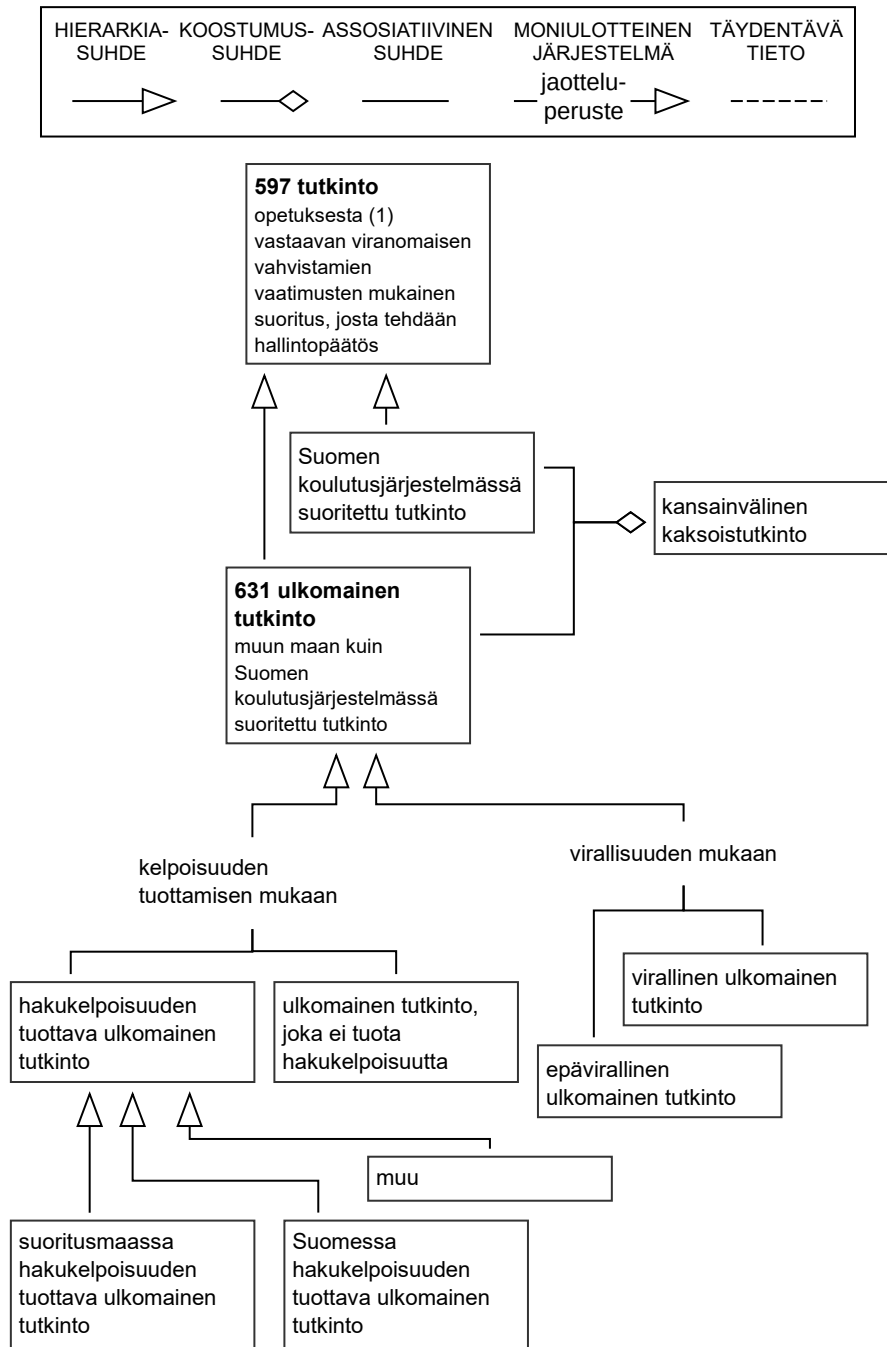 HIERARKIA-
SUHDE
KOOSTUMUS-
SUHDE
ASSOSIATIIVINEN
SUHDE
MONIULOTTEINEN
JÄRJESTELMÄ
jaottelu-
peruste
TÄYDENTÄVÄ
TIETO
597 tutkinto
opetuksesta (1)
vastaavan viranomaisen
vahvistamien
vaatimusten mukainen
suoritus, josta tehdään
hallintopäätös
Suomen
koulutusjärjestelmässä
suoritettu tutkinto
kansainvälinen
kaksoistutkinto
631 ulkomainen
tutkinto
muun maan kuin
Suomen
koulutusjärjestelmässä
suoritettu tutkinto
kelpoisuuden
tuottamisen mukaan
virallisuuden mukaan
hakukelpoisuuden
tuottava ulkomainen
tutkinto
ulkomainen tutkinto,
joka ei tuota
hakukelpoisuutta
virallinen ulkomainen
tutkinto
epävirallinen
ulkomainen tutkinto
muu
suoritusmaassa
hakukelpoisuuden
tuottava ulkomainen
tutkinto
Suomessa
hakukelpoisuuden
tuottava ulkomainen
tutkinto